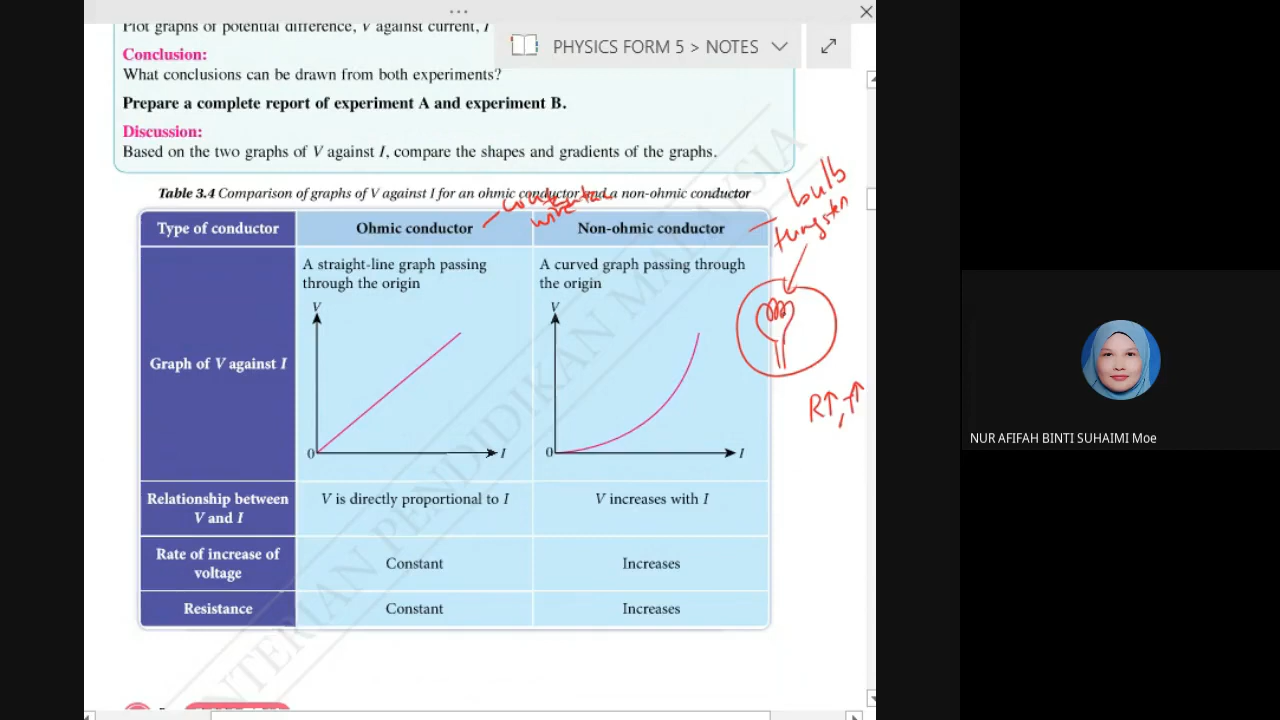 Plot graphs of potential difference, V against current, I
PHYSICS FORM 5 > NOTES
Conclusion:
What conclusions can be drawn from both experiments?
Prepare a complete report of experiment A and experiment B.
Discussion:
Based on the two graphs of V against I, compare the shapes and gradients of the graphs.
Table 3.4 Comparison of graphs of V against I for an ohmic conductor and a non-ohmic conductor
wire
bulb
tungsten
Type of conductor
Ohmic conductor
Non-ohmic conductor
Graph of V against I
A straight-line graph passing
through the origin
V
0
I
A curved graph passing through
the origin
V
0
I
R↑, T↑
Relationship between
V and I
V is directly proportional to I
V increases with I
Rate of increase of
voltage
Constant
Increases
Resistance
Constant
Increases
KEMENTERIAN PENDIDIKAN MALAYSIA
NUR AFIFAH BINTI SUHAIMI Moe